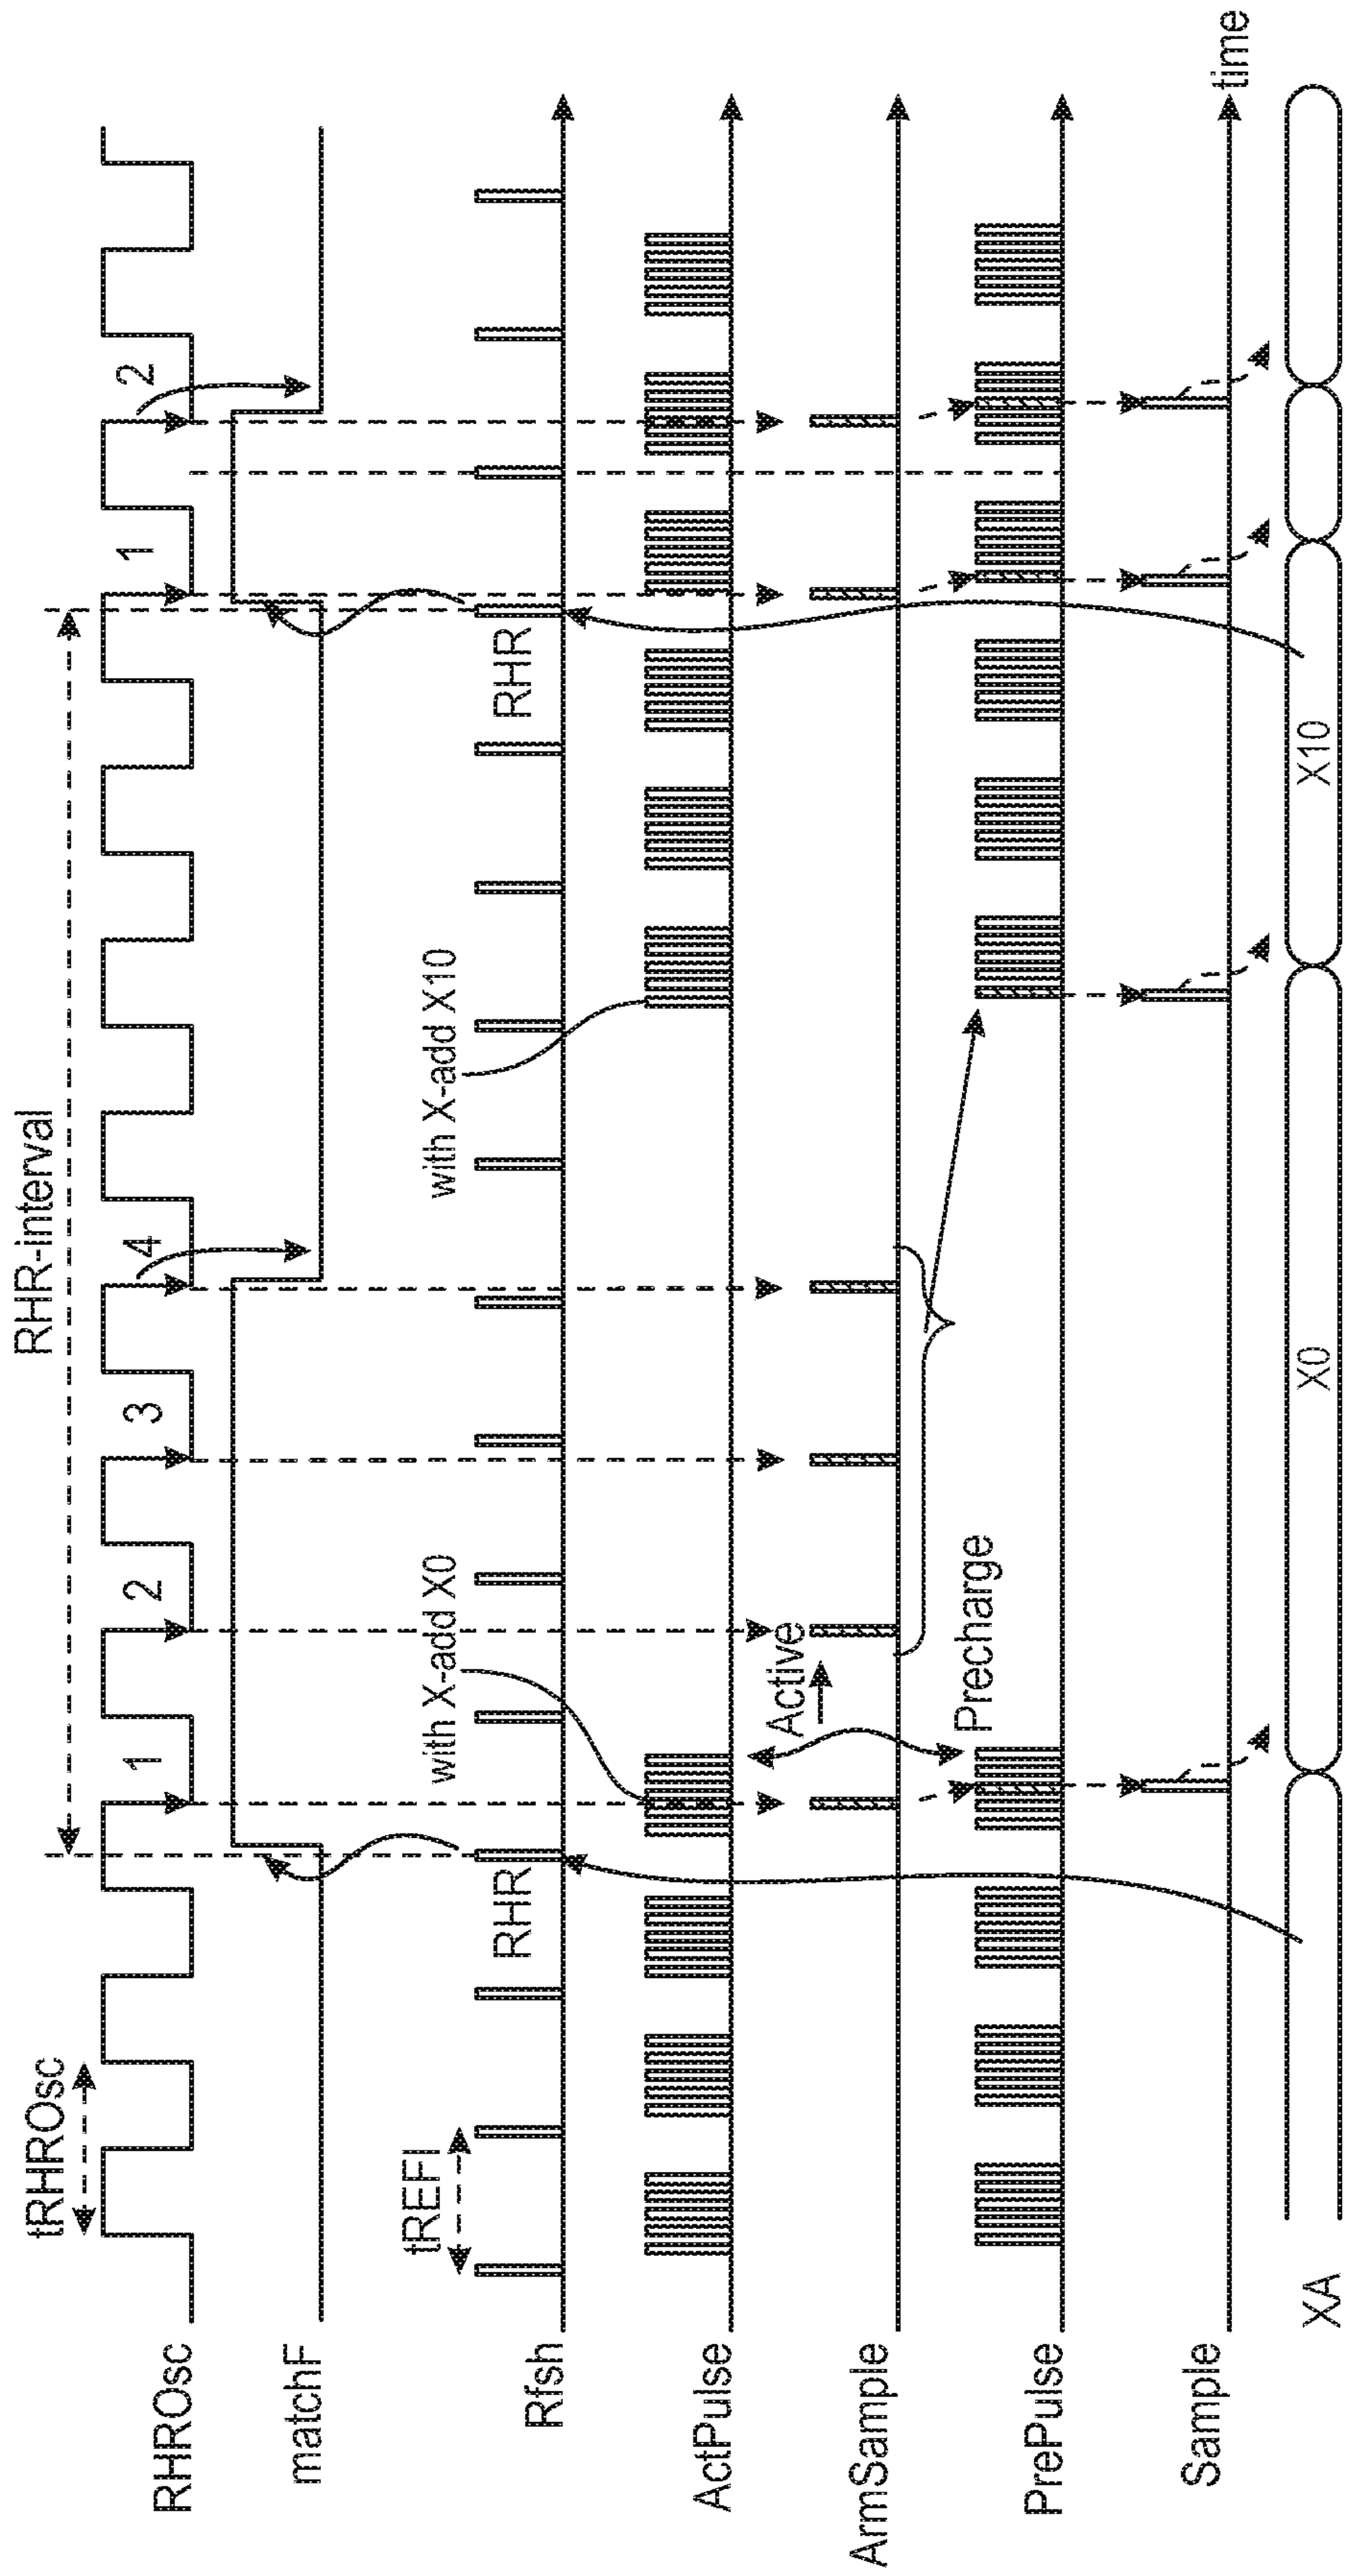 tRHROsc
RHR-interval
RHROsc
1
2
3
4
1
2
matchF
tREFI
with X-add X0
with X-add X10
Rfsh
RHR
RHR
ActPulse
Active
ArmSample
Precharge
PrePulse
Sample
time
XA
X0
X10